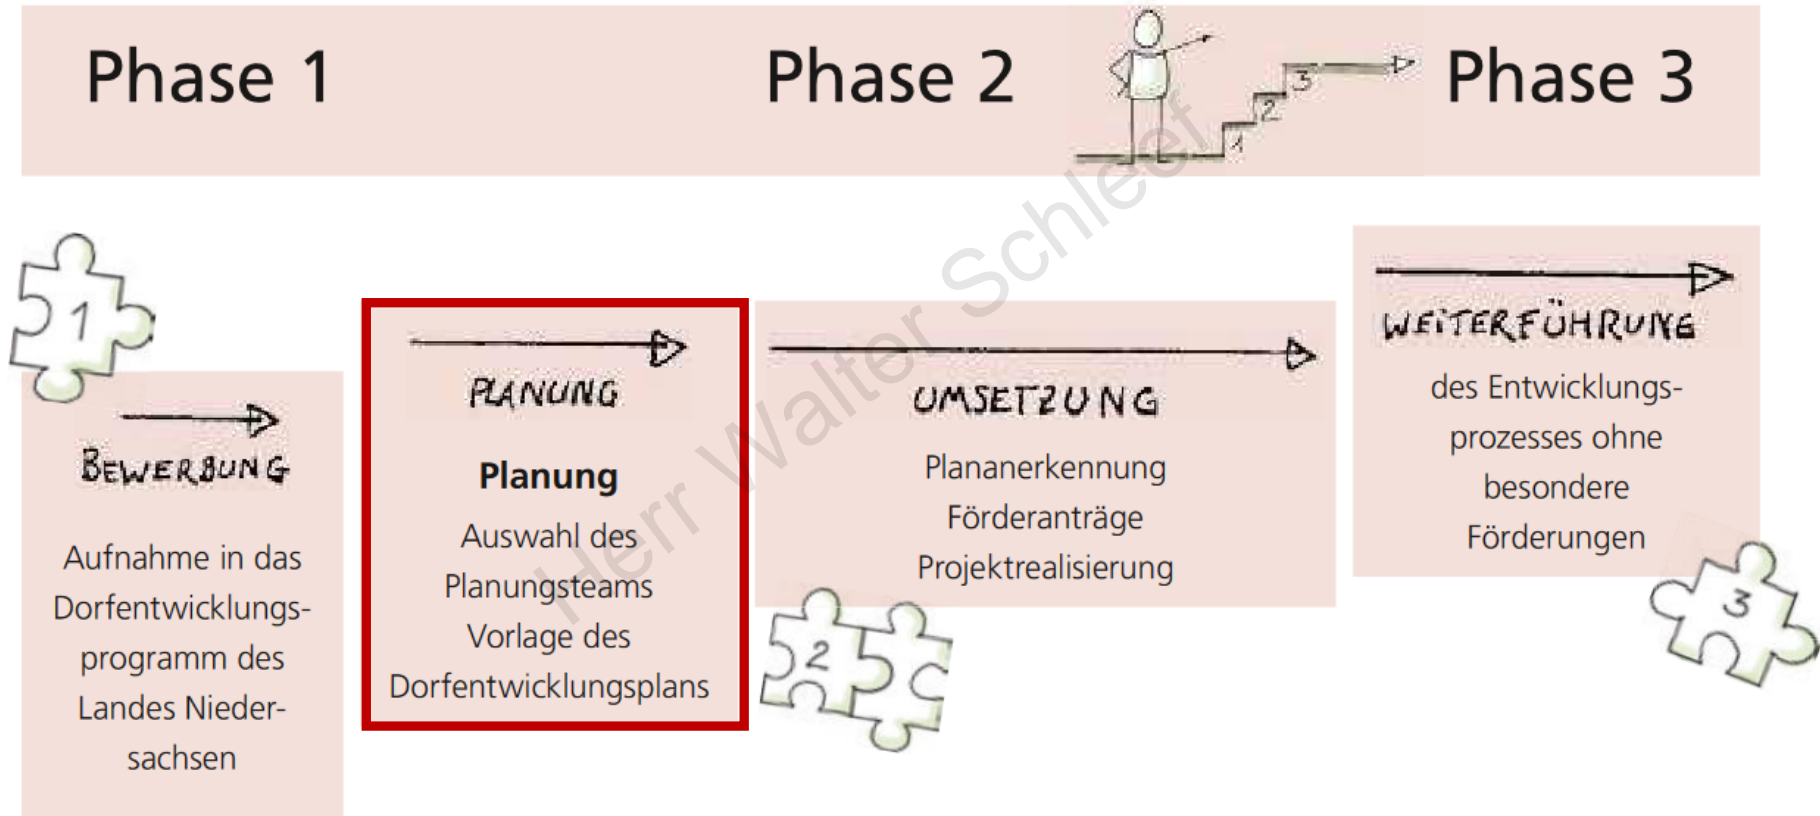 Phase 1
Phase 2
Phase 3
1
2
3
1
BEWERBUNG
Aufnahme in das
Dorfentwicklungs-
programm des
Landes Nieder-
sachsen
PLANUNG
Planung
Auswahl des
Planungsteams
Vorlage des
Dorfentwicklungsplans
UMSETZUNG
Plananerkennung
Förderanträge
Projektrealisierung
2
WEITERFÜHRUNG
des Entwicklungs-
prozesses ohne
besondere
Förderungen
3
Herr Walter Schleef